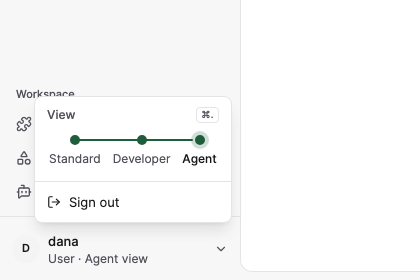 Workspace
View ⌘.
Standard Developer Agent
Sign out
D dana
User · Agent view